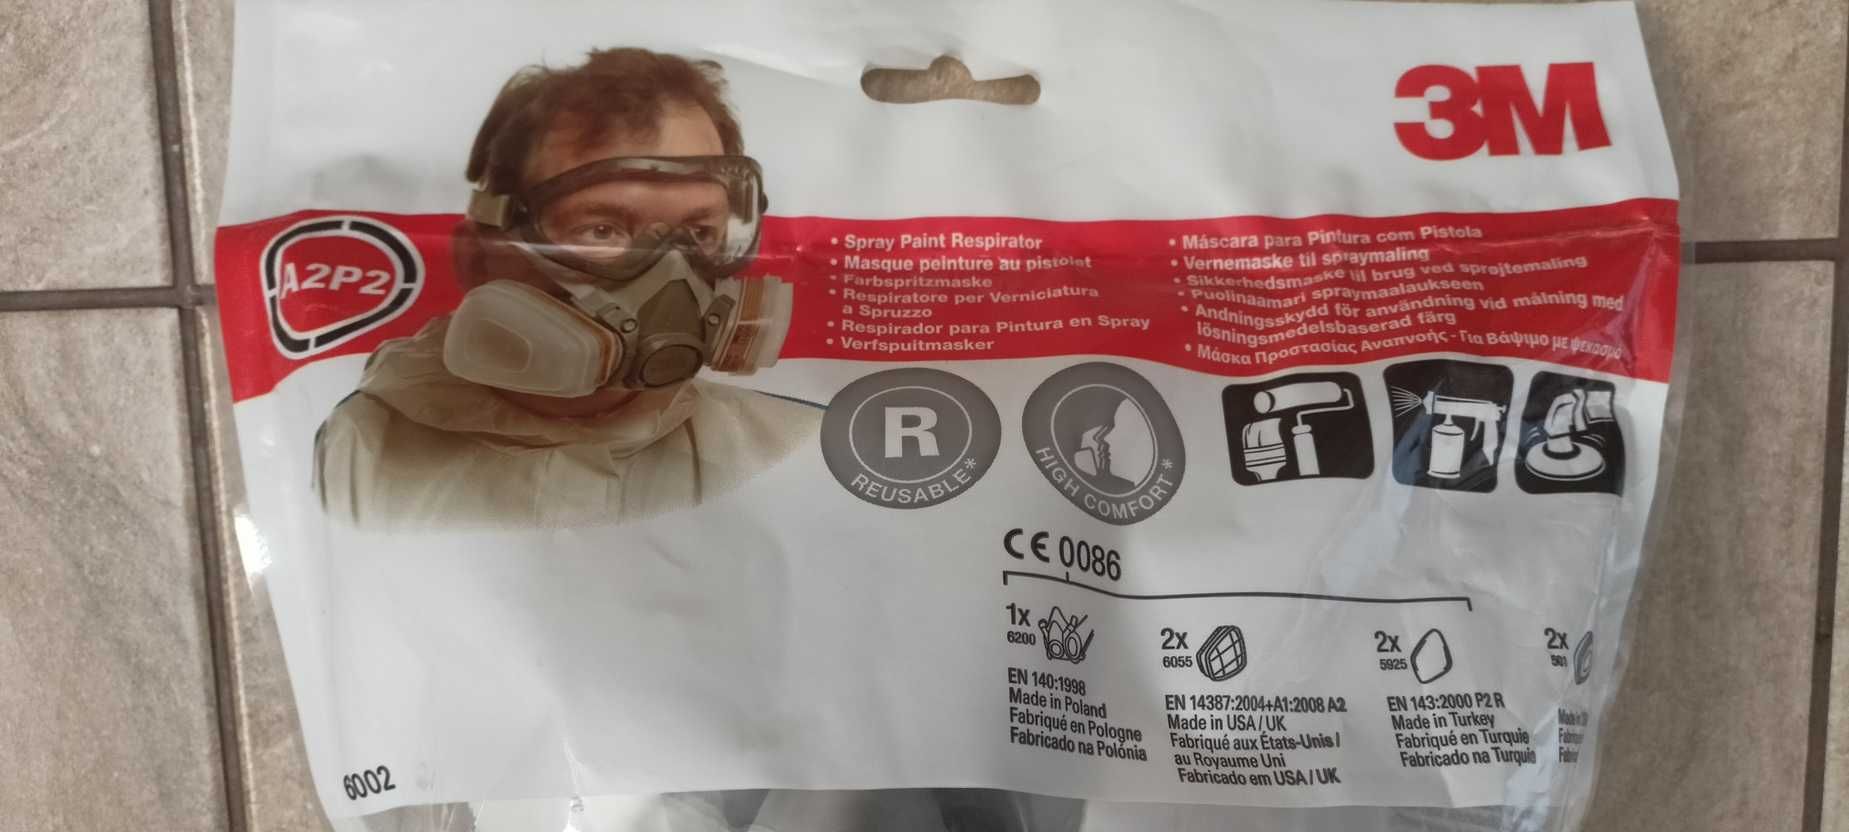 3M
A2P2
• Spray Paint Respirator
• Masque peinture au pistolet
• Farbspritzmaske
• Respiratore per Verniciatura
a Spruzzo
• Respirador para Pintura en Spray
• Verfspuitmasker
• Máscara para Pintura com Pistola
• Vernemaske til spraymaling
• Sikkerhedsmaske til brug ved sprøjtemaling
• Puolinaamari spraymaalaukseen
• Andningsskydd för användning vid målning med
lösningsmedelsbaserad färg
• Μάσκα Προστασίας Αναπνοής - Για Βάψιμο με ψεκασμό
R
REUSABLE*
HIGH COMFORT*
CE 0086
1x
6200
EN 140:1998
Made in Poland
Fabriqué en Pologne
Fabricado na Polónia
2x
6055
EN 14387:2004+A1:2008 A2
Made in USA/UK
Fabriqué aux États-Unis/
au Royaume Uni
Fabricado em USA/UK
2x
5925
EN 143:2000 P2 R
Made in Turkey
Fabriqué en Turquie
Fabricado na Turquia
2x
501
Made in
6002